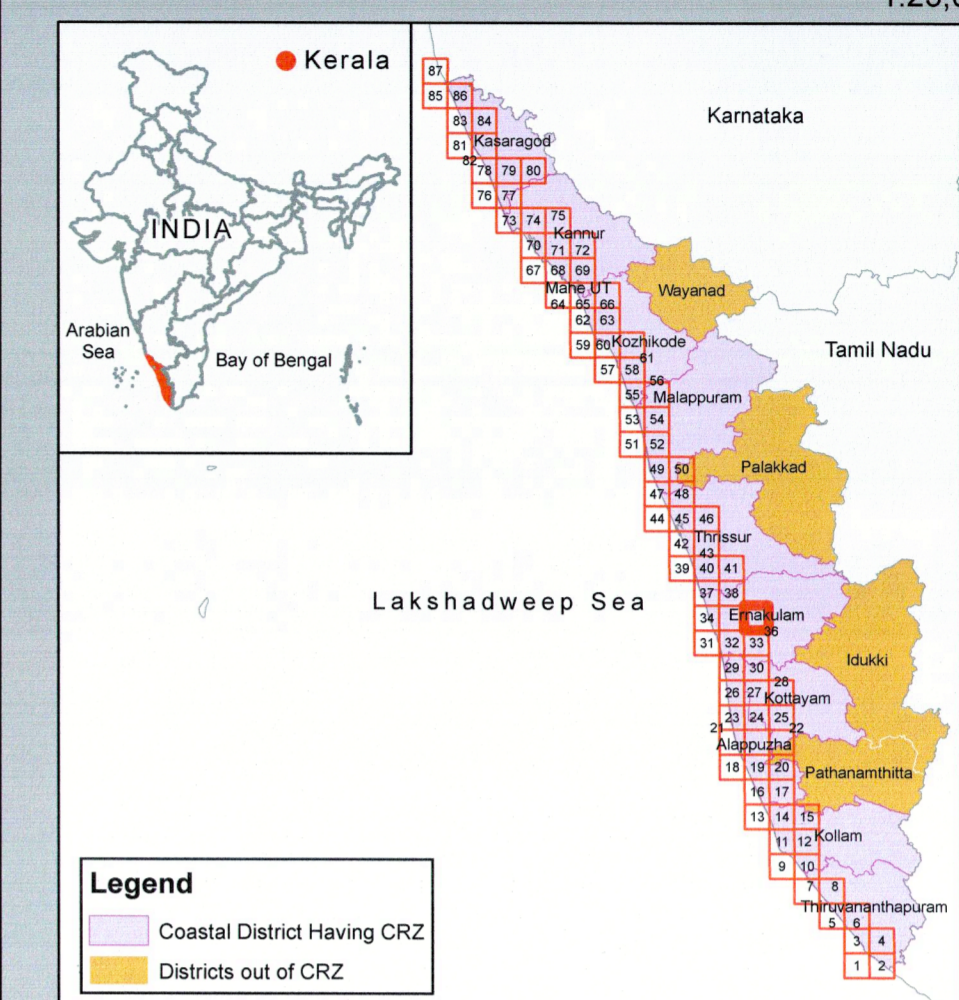 Kerala
INDIA
Arabian
Sea
Bay of Bengal
Karnataka
Tamil Nadu
Lakshadweep Sea
87
85 86
83 84
81 Kasaragod
82
78 79 80
76 77
73 74 75
Kannur
70 71 72
67 68 69
Mahe UT
64 65 66
Wayanad
62 63
59 60 Kozhikode
61
57 58
56
55 Malappuram
53 54
51 52
49 50 Palakkad
47 48
44 45 46
Thrissur
42 43
39 40 41
37 38
34 Ernakulam
36
31 32 33
Idukki
29 30
28
26 27 Kottayam
23 24 25
21 22
Alappuzha
18 19 20 Pathanamthitta
16 17
13 14 15
11 12 Kollam
9 10
7 8
Thiruvananthapuram
5 6
3 4
1 2
Legend
Coastal District Having CRZ
Districts out of CRZ